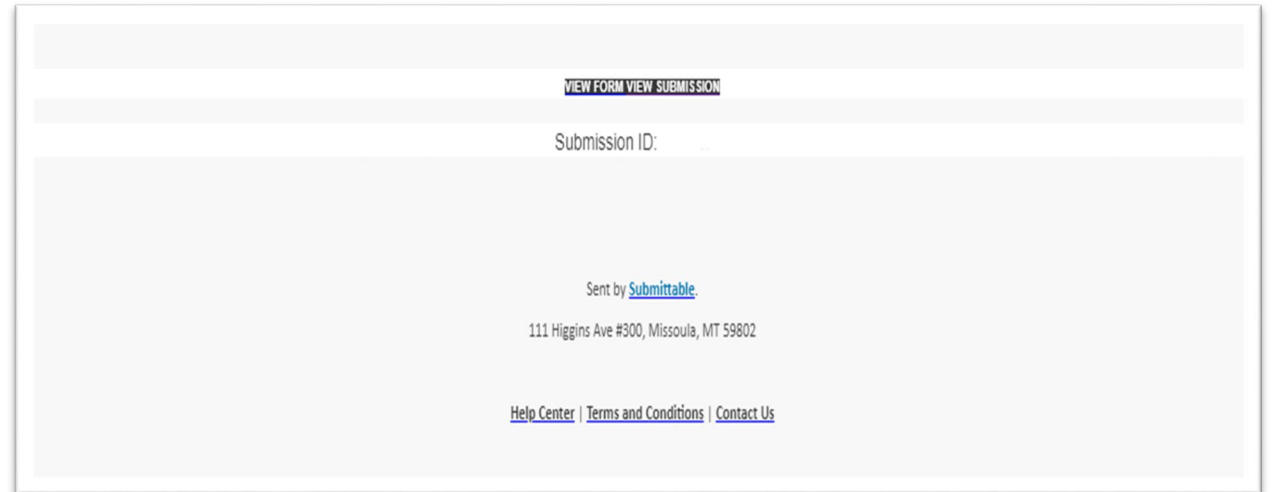 VIEW FORM VIEW SUBMISSION
Submission ID:
Sent by Submittable.
111 Higgins Ave #300, Missoula, MT 59802
Help Center | Terms and Conditions | Contact Us